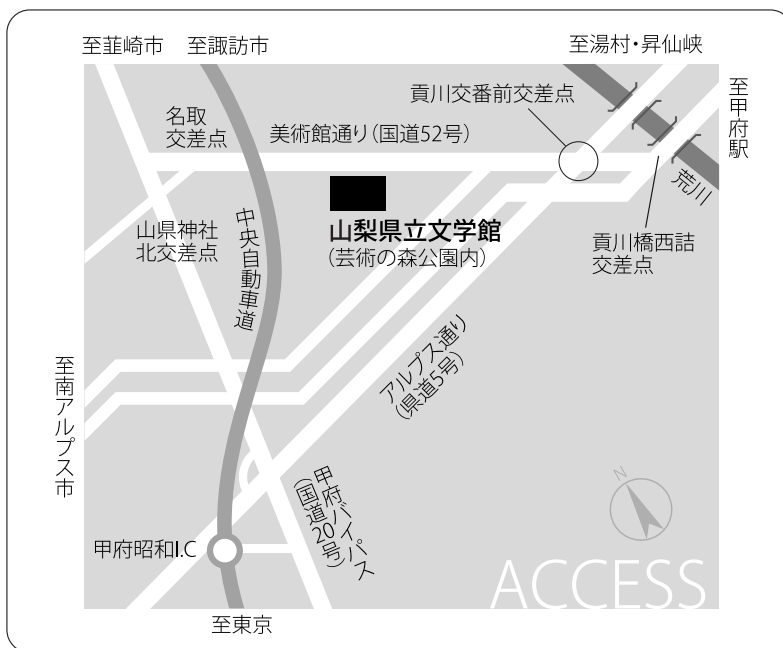 至韮崎市
至諏訪市
至湯村・昇仙峡
至甲府駅
貢川交番前交差点
名取
交差点
美術館通り(国道52号)
荒川
山県神社
北交差点
中央自動車道
山梨県立文学館
(芸術の森公園内)
貢川橋西詰
交差点
アルプス通り
(県道5号)
至南アルプス市
甲府バイパス
(国道20号)
N
甲府昭和I.C
ACCESS
至東京